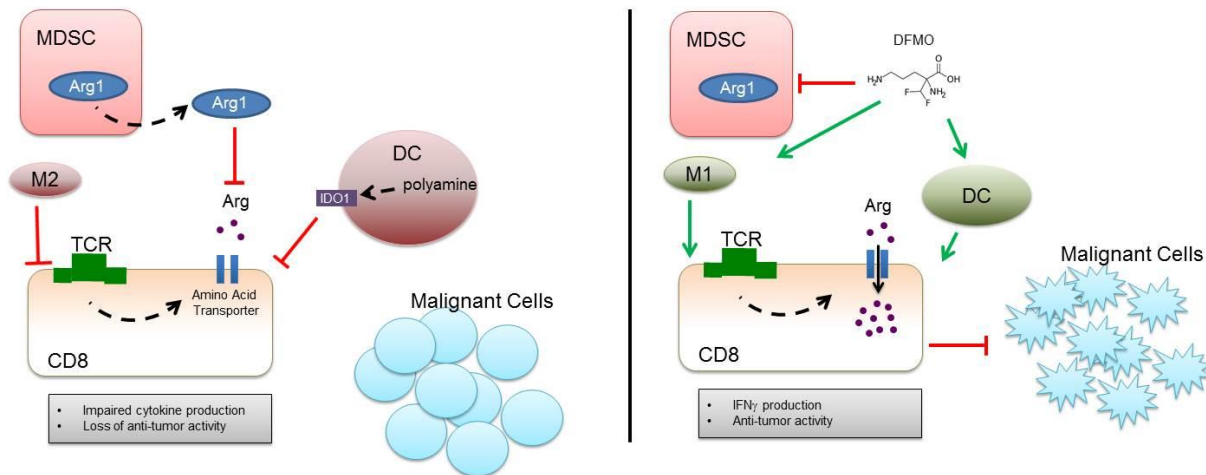 MDSC
Arg1
Arg1
M2
DC
IDO1
polyamine
Arg
TCR
Amino Acid
Transporter
CD8
Malignant Cells
• Impaired cytokine production
• Loss of anti-tumor activity
MDSC
Arg1
DFMO
H₂N
O
OH
NH₂
F
F
M1
DC
Arg
TCR
CD8
Malignant Cells
• IFNγ production
• Anti-tumor activity